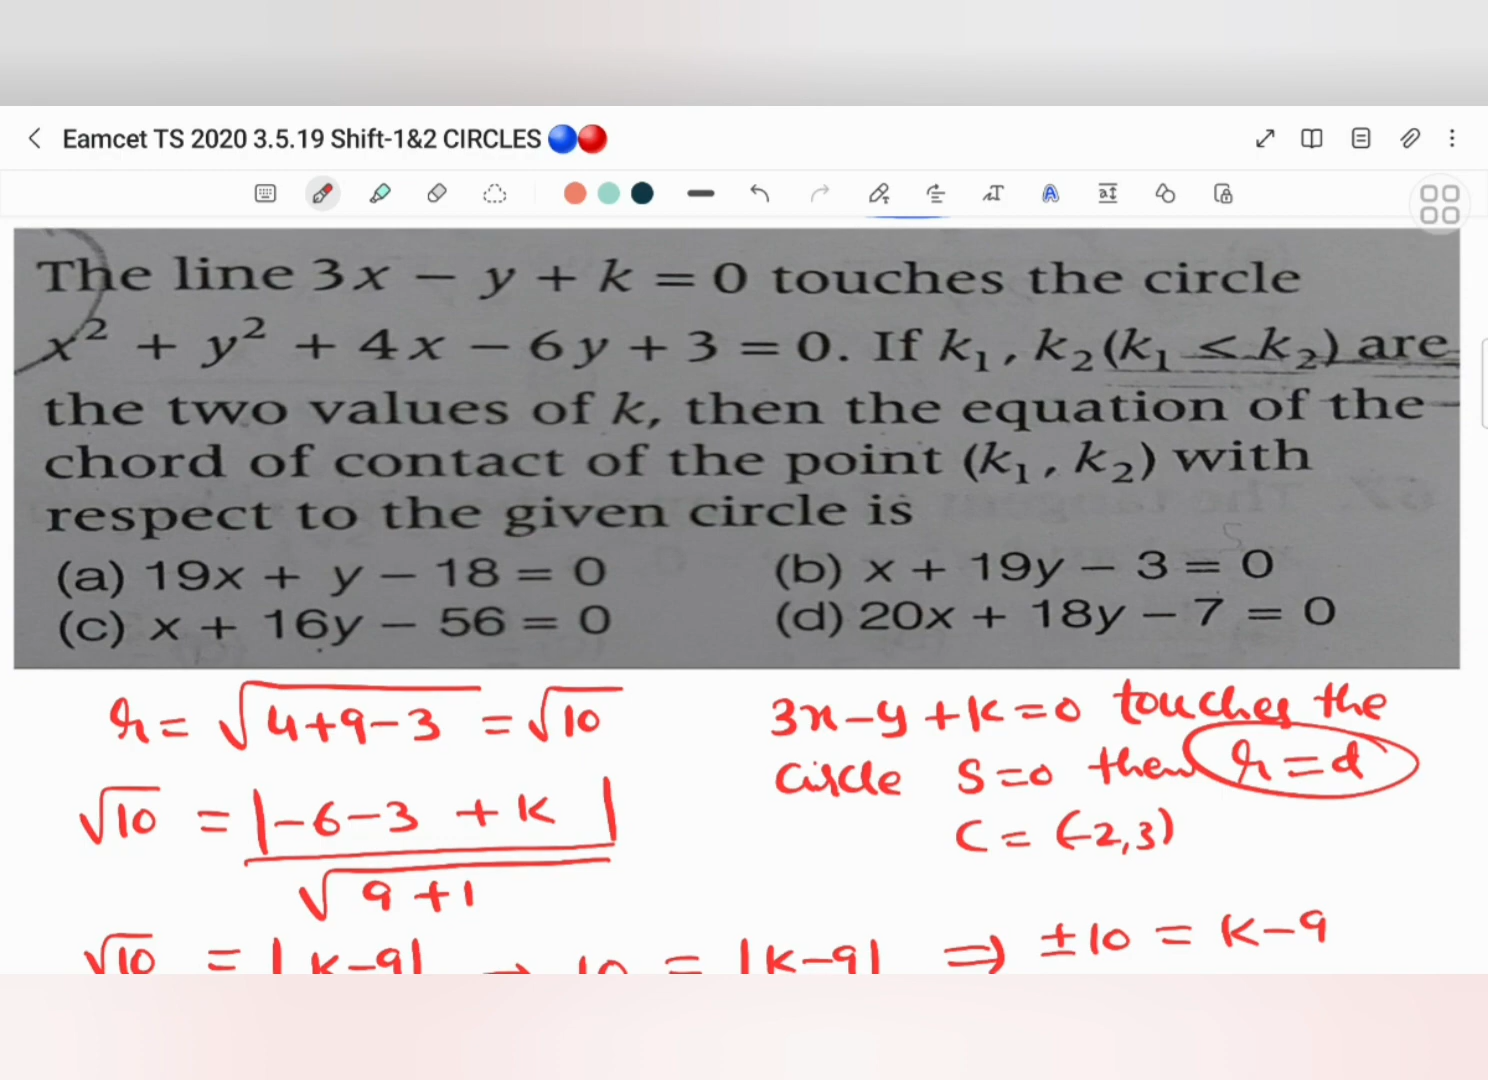 Eamcet TS 2020 3.5.19 Shift-1&2 CIRCLES
The line 3x − y + k = 0 touches the circle
x² + y² + 4x − 6y + 3 = 0. If k₁, k₂(k₁ < k₂) are
the two values of k, then the equation of the
chord of contact of the point (k₁, k₂) with
respect to the given circle is
(a) 19x + y − 18 = 0 (b) x + 19y − 3 = 0
(c) x + 16y − 56 = 0 (d) 20x + 18y − 7 = 0
r = √(4+9−3) = √10
3x−y+k=0 touches the
circle S=0 then r=d
√10 = |−6−3 +k| / √(9+1)
C = (−2,3)
√10 = |k−9| → 10 = |k−9| ⇒ ±10 = k−9